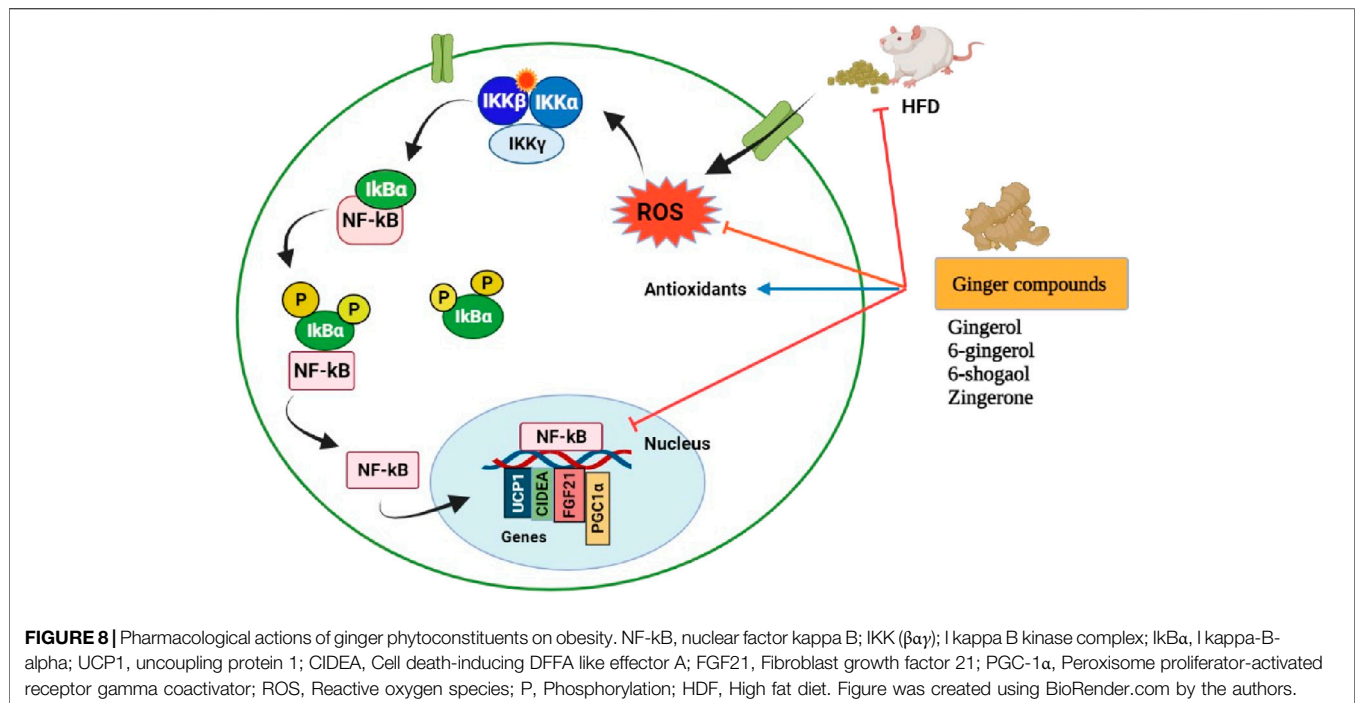 HFD
IKKβ
IKKα
IKKγ
IkBα
NF-kB
ROS
P
P
IkBα
NF-kB
P
P
IkBα
Antioxidants
Ginger compounds
Gingerol
6-gingerol
6-shogaol
Zingerone
NF-kB
NF-kB
Nucleus
UCP1
CIDEA
FGF21
PGC1α
Genes
FIGURE 8 | Pharmacological actions of ginger phytoconstituents on obesity. NF-kB, nuclear factor kappa B; IKK (βαγ); I kappa B kinase complex; IkBα, I kappa-B-
alpha; UCP1, uncoupling protein 1; CIDEA, Cell death-inducing DFFA like effector A; FGF21, Fibroblast growth factor 21; PGC-1α, Peroxisome proliferator-activated
receptor gamma coactivator; ROS, Reactive oxygen species; P, Phosphorylation; HDF, High fat diet. Figure was created using BioRender.com by the authors.